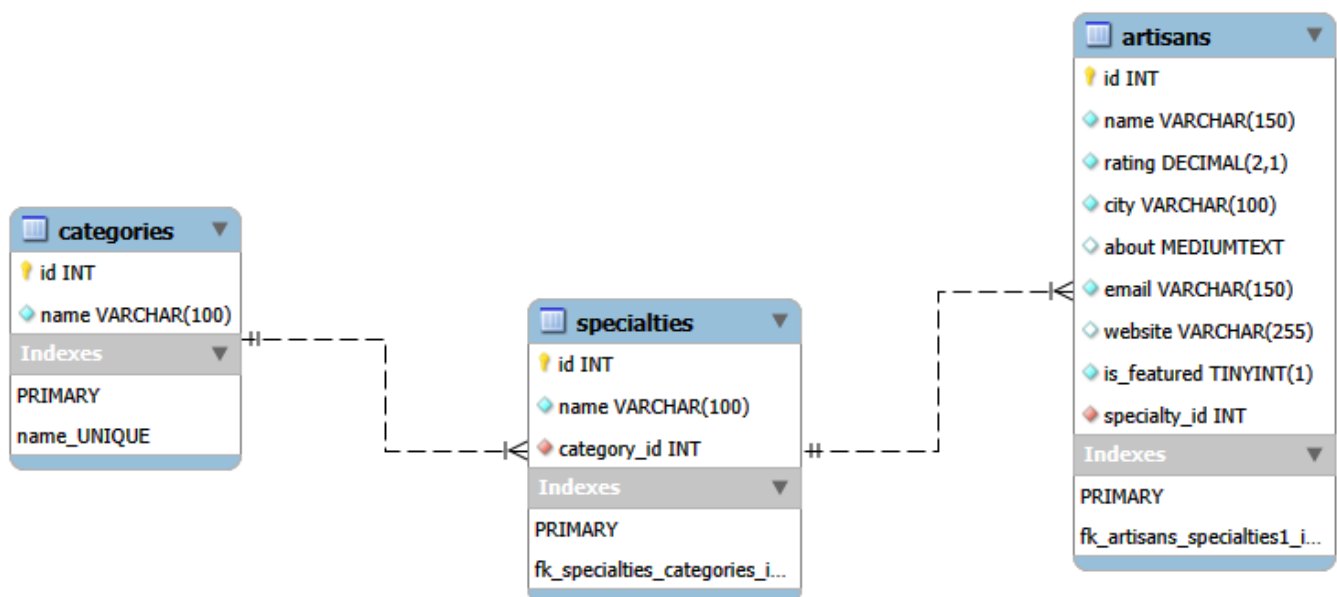 categories
id INT
name VARCHAR(100)
Indexes
PRIMARY
name_UNIQUE
specialties
id INT
name VARCHAR(100)
category_id INT
Indexes
PRIMARY
fk_specialties_categories_i...
artisans
id INT
name VARCHAR(150)
rating DECIMAL(2,1)
city VARCHAR(100)
about MEDIUMTEXT
email VARCHAR(150)
website VARCHAR(255)
is_featured TINYINT(1)
specialty_id INT
Indexes
PRIMARY
fk_artisans_specialties1_i...